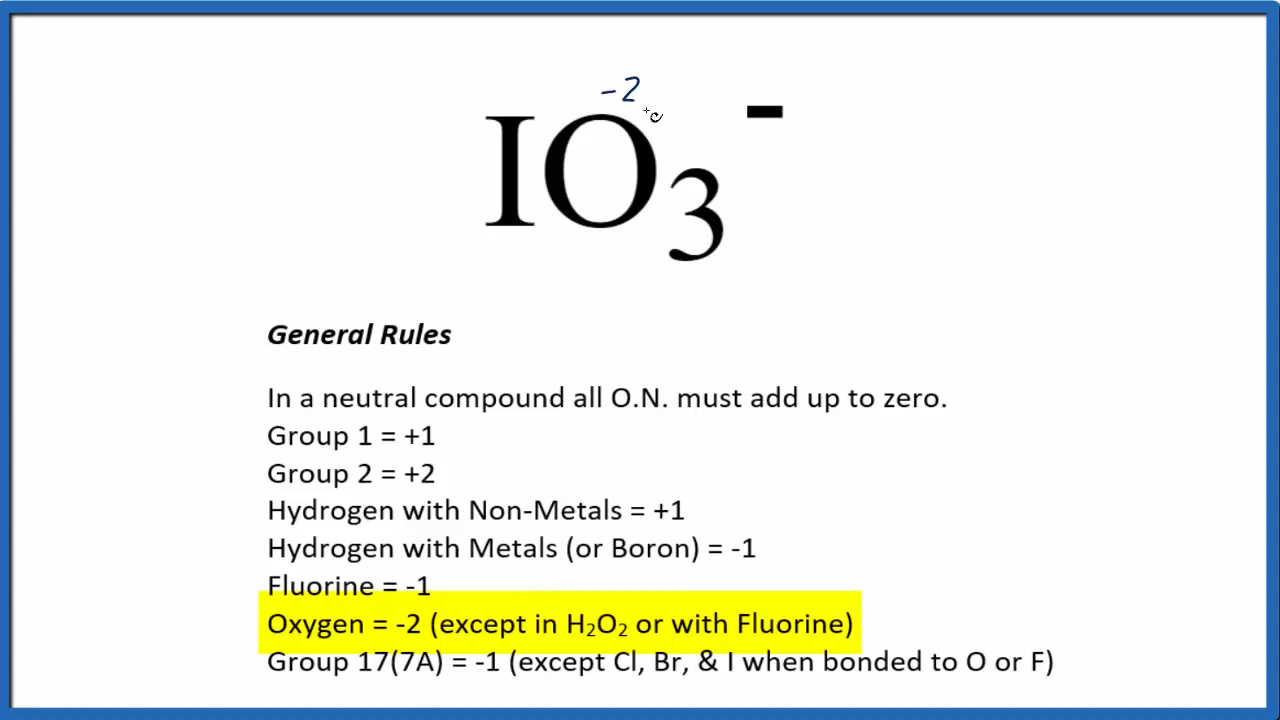 -2
IO₃⁻
General Rules
In a neutral compound all O.N. must add up to zero.
Group 1 = +1
Group 2 = +2
Hydrogen with Non-Metals = +1
Hydrogen with Metals (or Boron) = -1
Fluorine = -1
Oxygen = -2 (except in H₂O₂ or with Fluorine)
Group 17(7A) = -1 (except Cl, Br, & I when bonded to O or F)